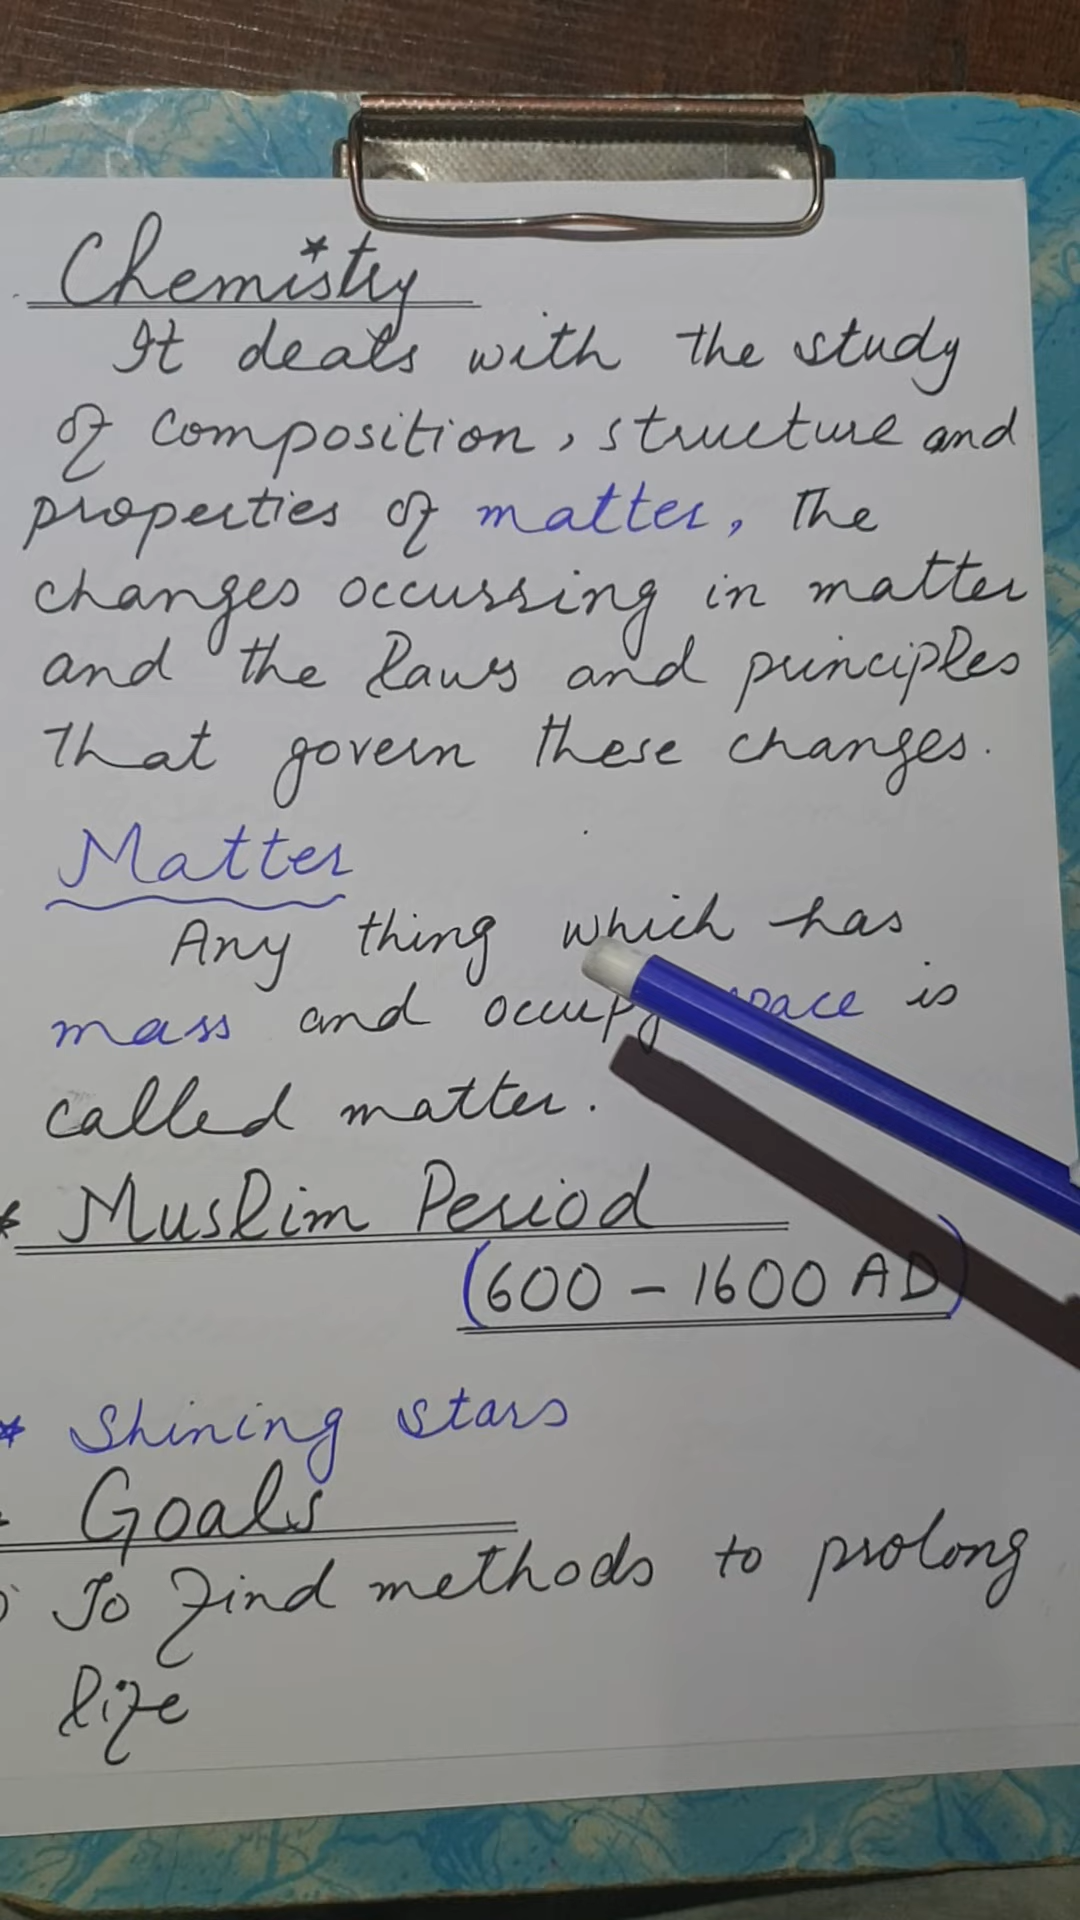 Chemistry
It deals with the study
of composition, structure and
properties of matter, the
changes occurring in matter
and the laws and principles
that govern these changes.
Matter
Any thing which has
mass and occupy space is
called matter.
* Muslim Period
(600 - 1600 AD)
* Shining stars
Goals
To Find methods to prolong
life